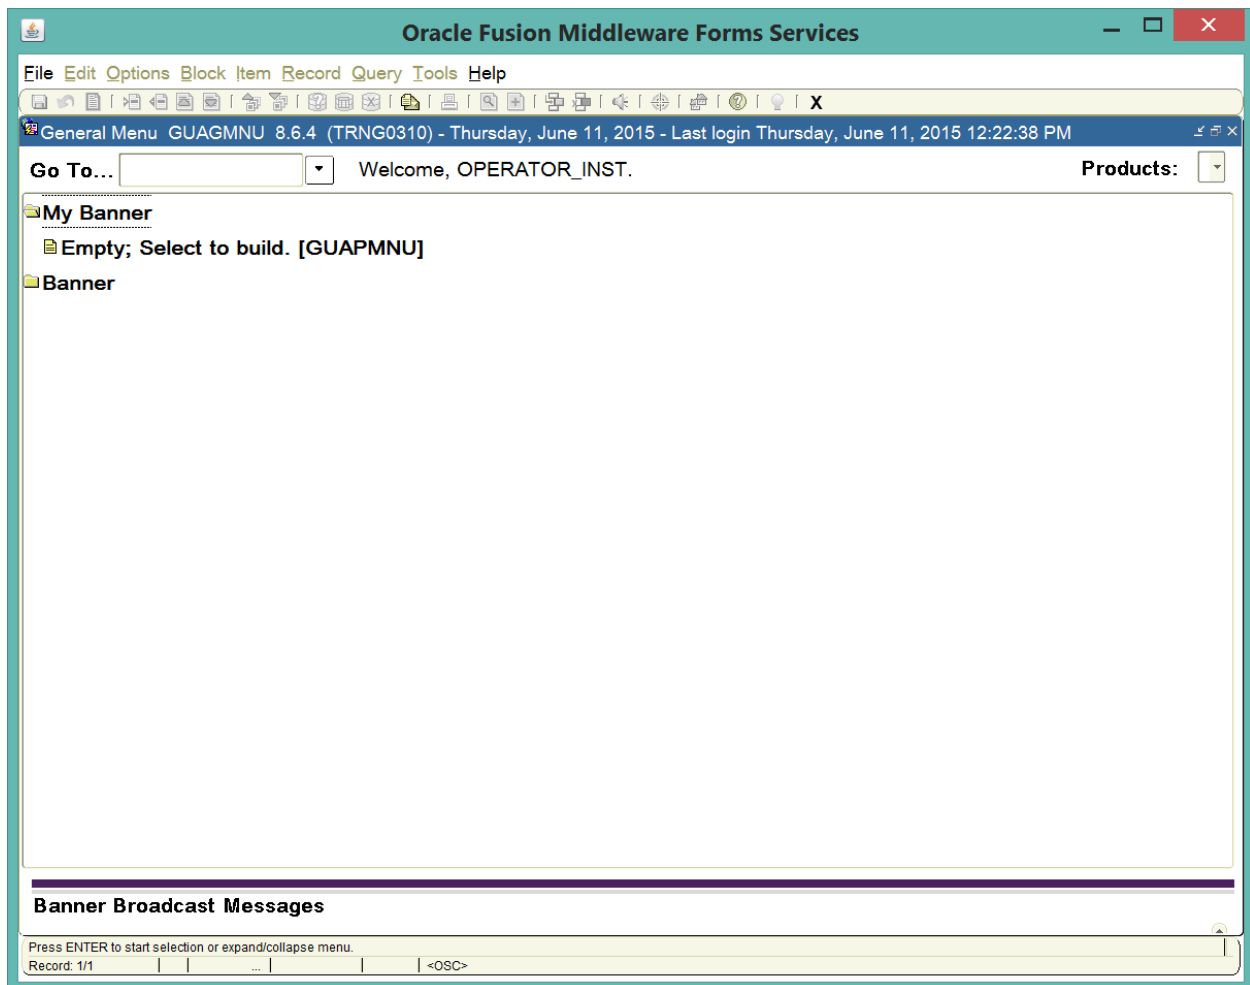 Oracle Fusion Middleware Forms Services
File Edit Options Block Item Record Query Tools Help
X
General Menu GUAGMNU 8.6.4 (TRNG0310) - Thursday, June 11, 2015 - Last login Thursday, June 11, 2015 12:22:38 PM
Go To... Welcome, OPERATOR_INST. Products:
My Banner
Empty; Select to build. [GUAPMNU]
Banner
Banner Broadcast Messages
Press ENTER to start selection or expand/collapse menu.
Record: 1/1 ... <OSC>